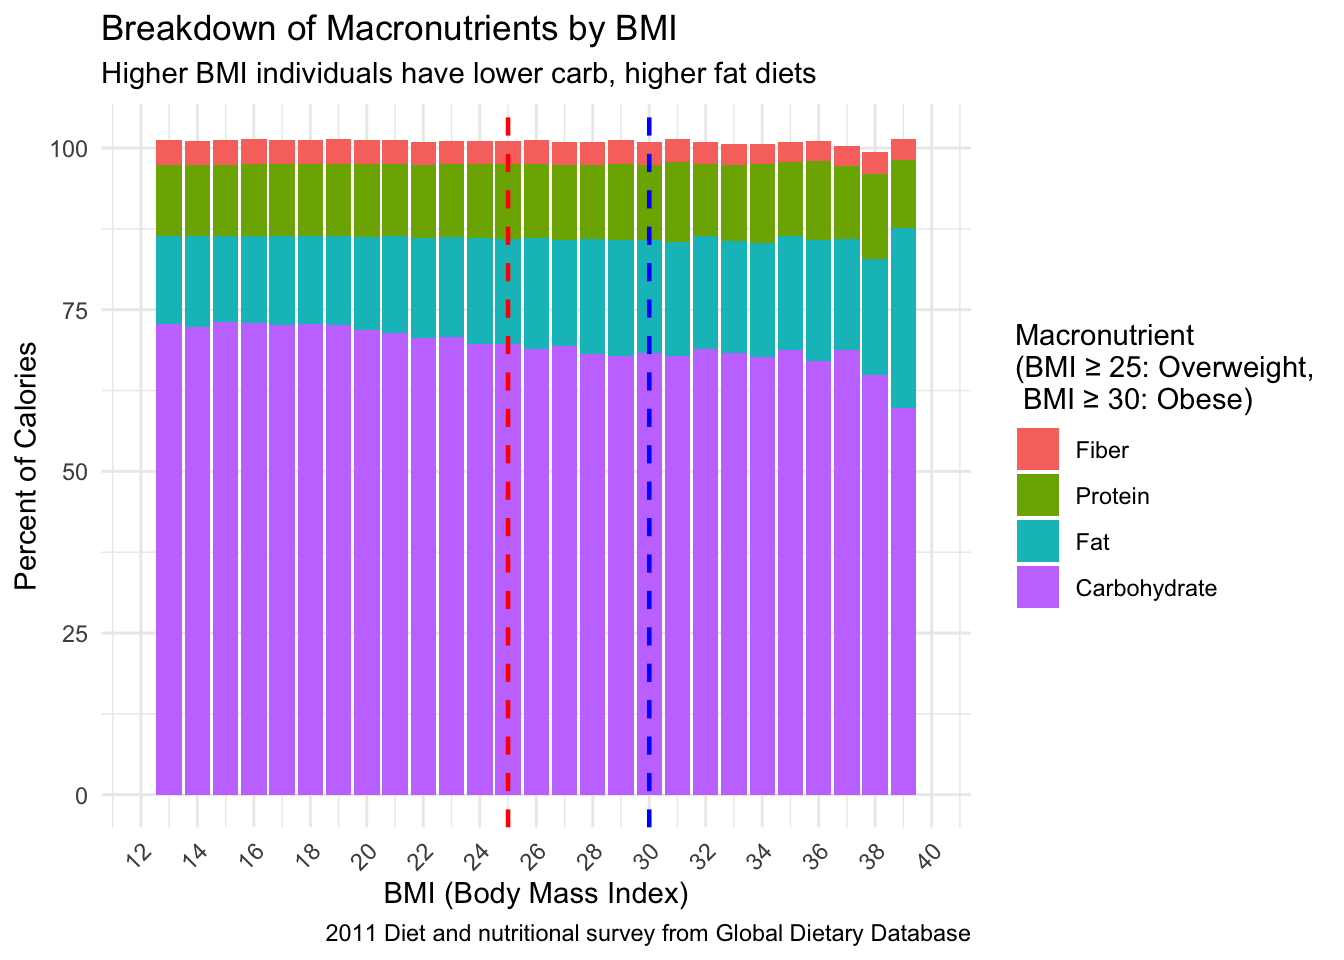 Breakdown of Macronutrients by BMI
Higher BMI individuals have lower carb, higher fat diets
Percent of Calories
100
75
50
25
0
12 14 16 18 20 22 24 26 28 30 32 34 36 38 40
BMI (Body Mass Index)
2011 Diet and nutritional survey from Global Dietary Database
Macronutrient
(BMI ≥ 25: Overweight,
BMI ≥ 30: Obese)
Fiber
Protein
Fat
Carbohydrate